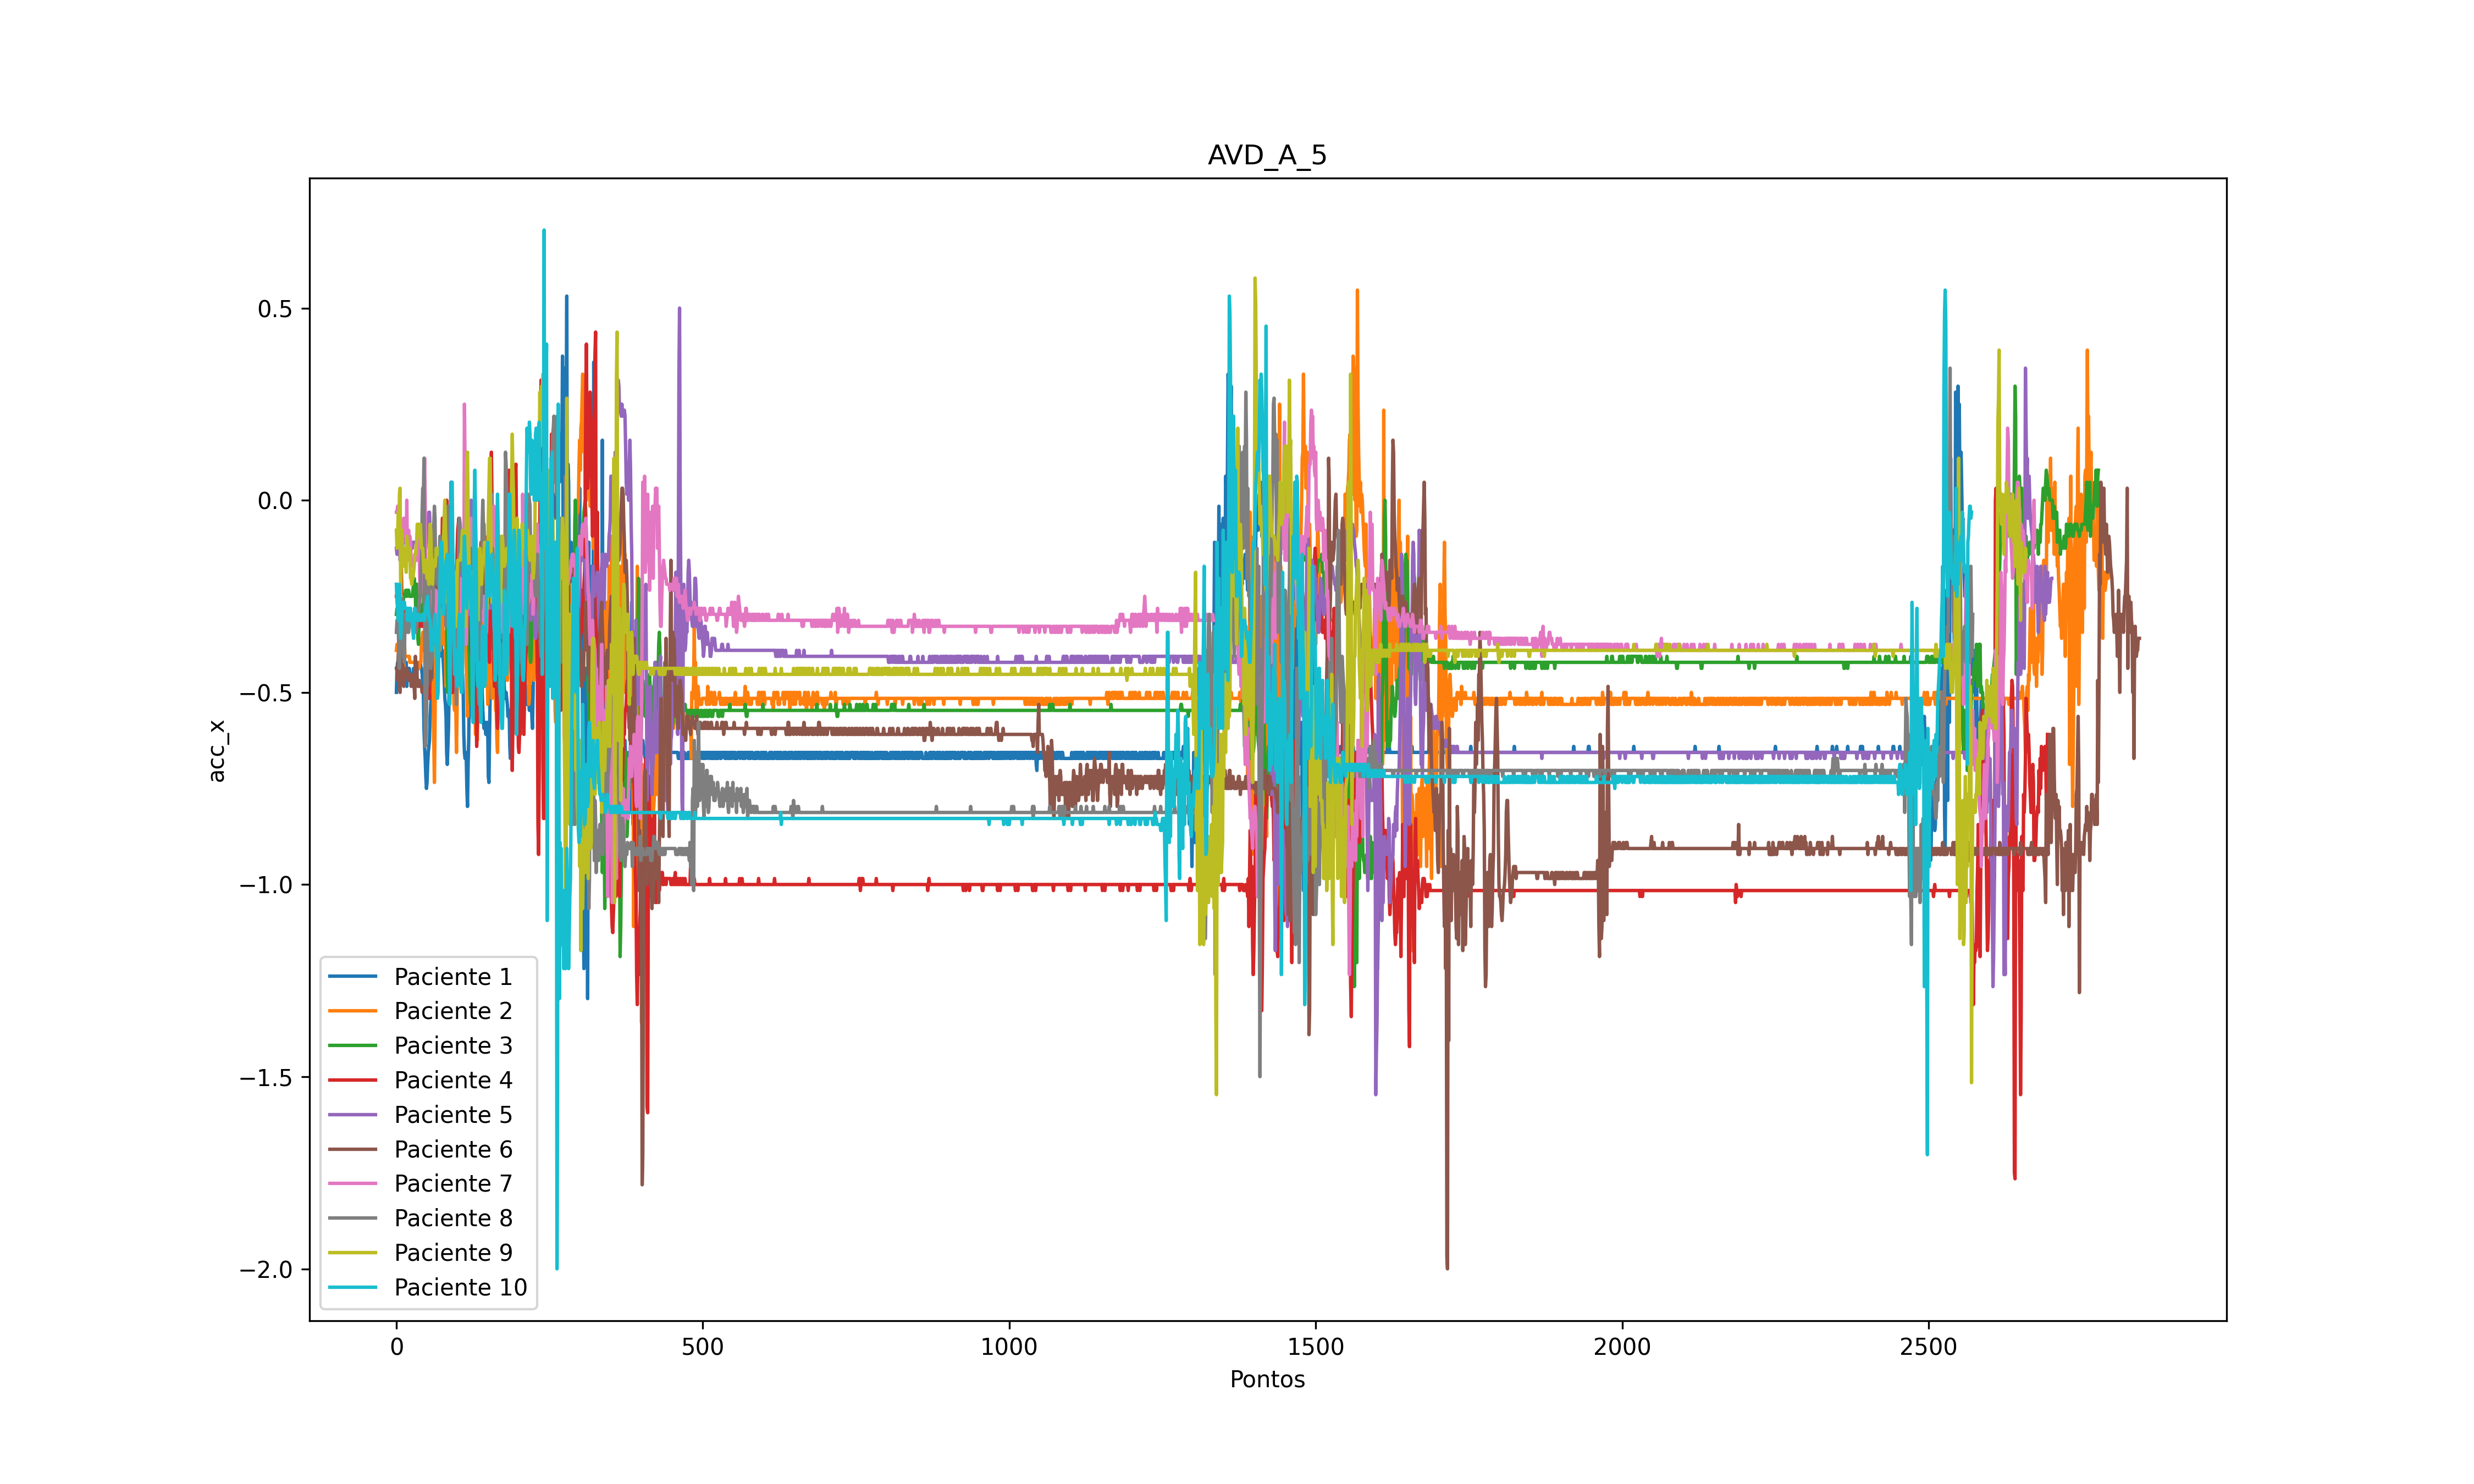 AVD_A_5
acc_x
0.5
0.0
−0.5
−1.0
−1.5
−2.0
Paciente 1
Paciente 2
Paciente 3
Paciente 4
Paciente 5
Paciente 6
Paciente 7
Paciente 8
Paciente 9
Paciente 10
0 500 1000 1500 2000 2500
Pontos